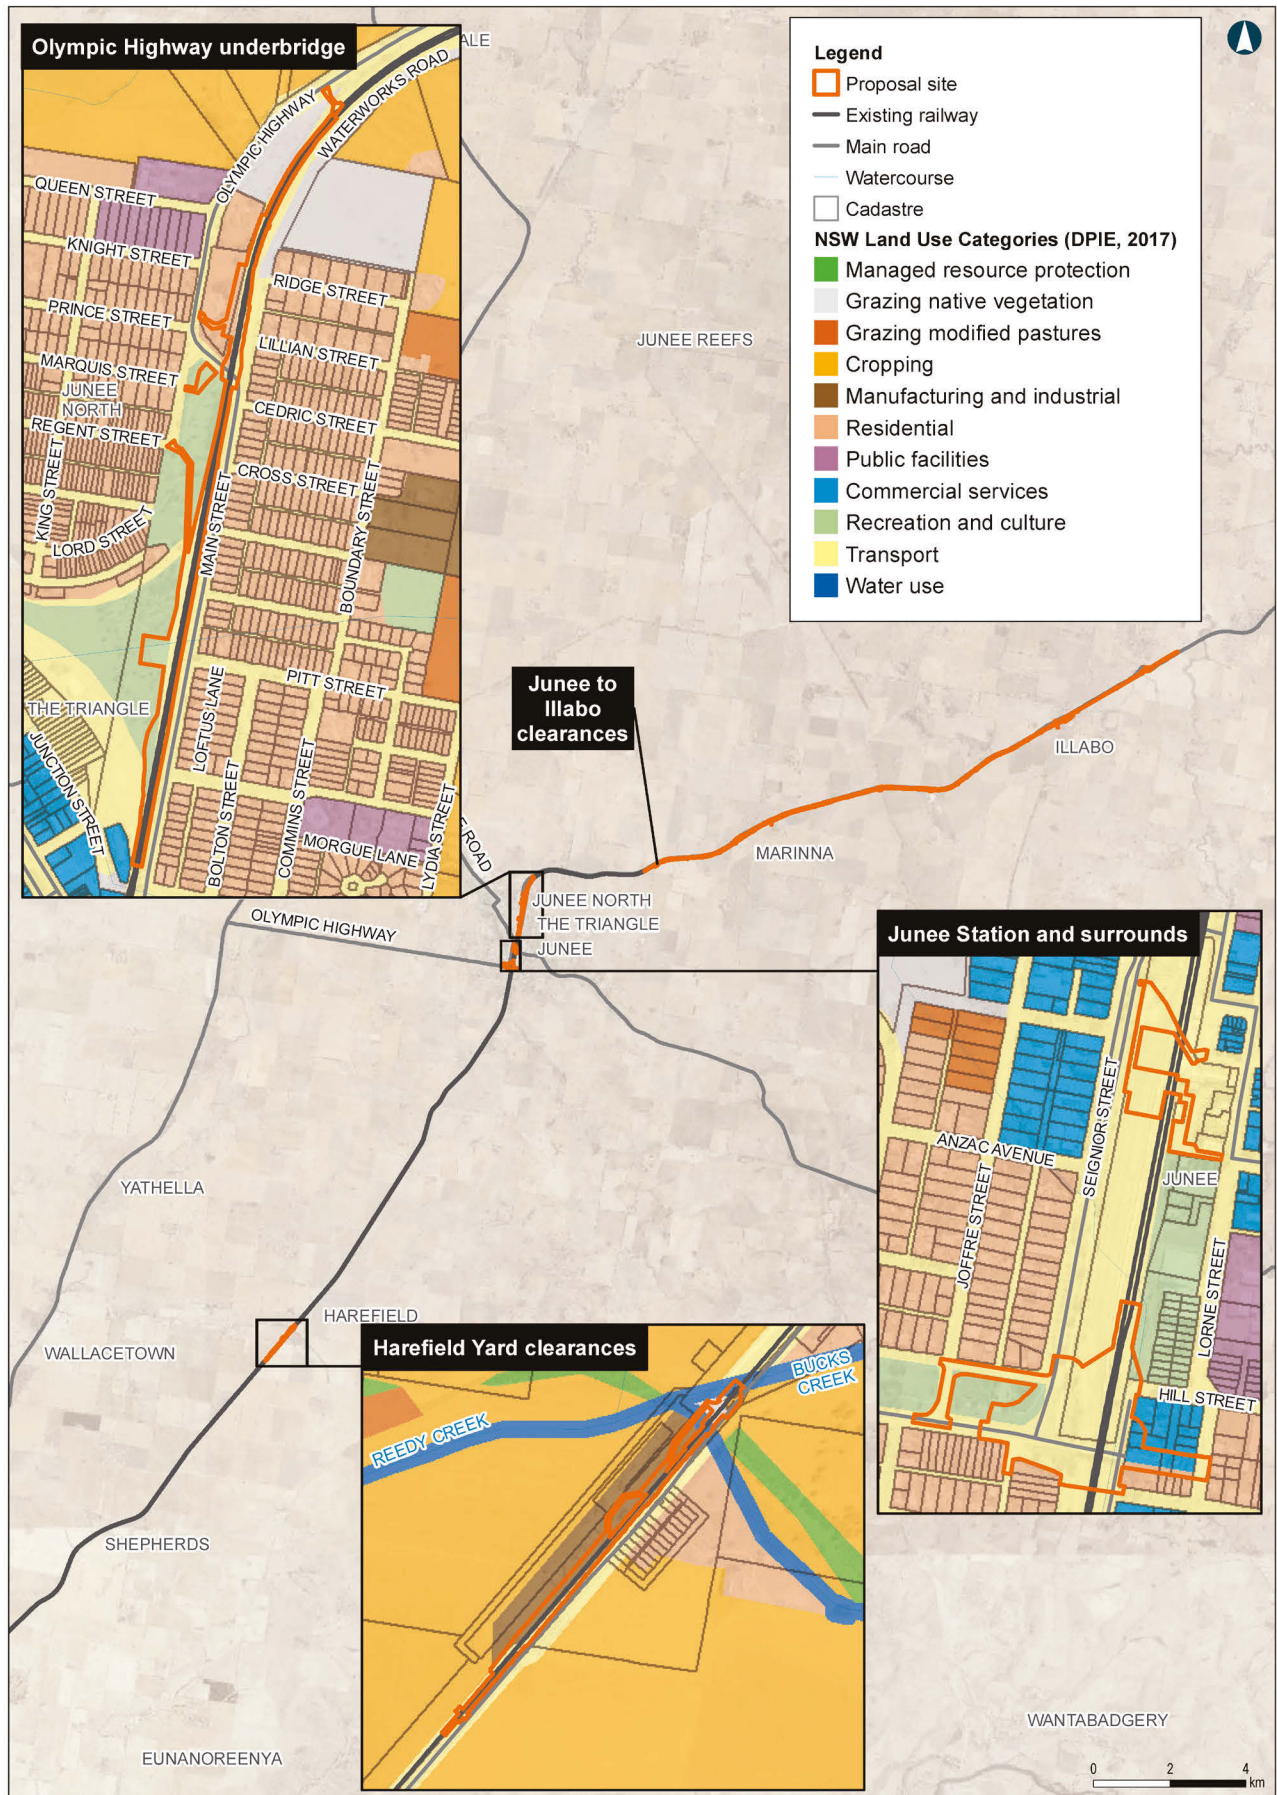 Olympic Highway underbridge
ALE
OLYMPIC HIGHWAY
WATERWORKS ROAD
QUEEN STREET
KNIGHT STREET
RIDGE STREET
PRINCE STREET
LILLIAN STREET
MARQUIS STREET
JUNEE
NORTH
CEDRIC STREET
REGENT STREET
KING STREET
CROSS STREET
MAIN STREET
BOUNDARY STREET
LORD STREET
PITT STREET
LOFTUS LANE
THE TRIANGLE
JUNCTION STREET
BOLTON STREET
COMMINS STREET
MORGUE LANE
LYDIA STREET
Legend
Proposal site
Existing railway
Main road
Watercourse
Cadastre
NSW Land Use Categories (DPIE, 2017)
Managed resource protection
Grazing native vegetation
Grazing modified pastures
Cropping
Manufacturing and industrial
Residential
Public facilities
Commercial services
Recreation and culture
Transport
Water use
JUNEE REEFS
Junee to
Illabo
clearances
ILLABO
MARINNA
E ROAD
JUNEE NORTH
THE TRIANGLE
JUNEE
OLYMPIC HIGHWAY
Junee Station and surrounds
SEIGNIOR STREET
ANZAC AVENUE
JOFFRE STREET
JUNEE
LORNE STREET
HILL STREET
YATHELLA
HAREFIELD
WALLACETOWN
Harefield Yard clearances
BUCKS
CREEK
REEDY CREEK
SHEPHERDS
EUNANOREENYA
WANTABADGERY
0 2 4
km